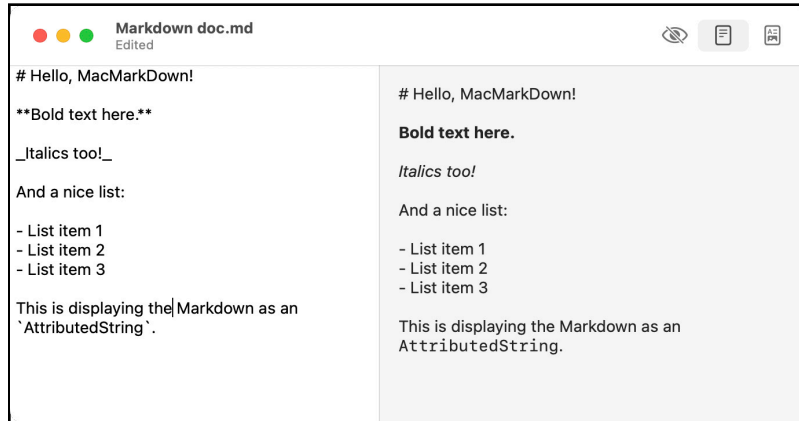 Markdown doc.md
Edited
# Hello, MacMarkDown!
**Bold text here.**
_Italics too!_
And a nice list:
- List item 1
- List item 2
- List item 3
This is displaying the Markdown as an
`AttributedString`.
# Hello, MacMarkDown!
Bold text here.
Italics too!
And a nice list:
- List item 1
- List item 2
- List item 3
This is displaying the Markdown as an
AttributedString.